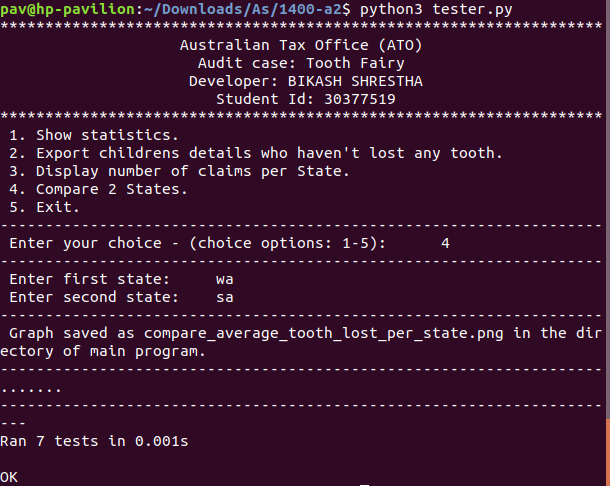 pav@hp-pavilion:~/Downloads/As/1400-a2$ python3 tester.py
*******************************************************************
Australian Tax Office (ATO)
Audit case: Tooth Fairy
Developer: BIKASH SHRESTHA
Student Id: 30377519
*******************************************************************
1. Show statistics.
2. Export childrens details who haven't lost any tooth.
3. Display number of claims per State.
4. Compare 2 States.
5. Exit.
-------------------------------------------------------------------
Enter your choice - (choice options: 1-5):      4
-------------------------------------------------------------------
Enter first state:     wa
Enter second state:    sa
-------------------------------------------------------------------
Graph saved as compare_average_tooth_lost_per_state.png in the dir
ectory of main program.
-------------------------------------------------------------------
.......
-------------------------------------------------------------------
---
Ran 7 tests in 0.001s
OK